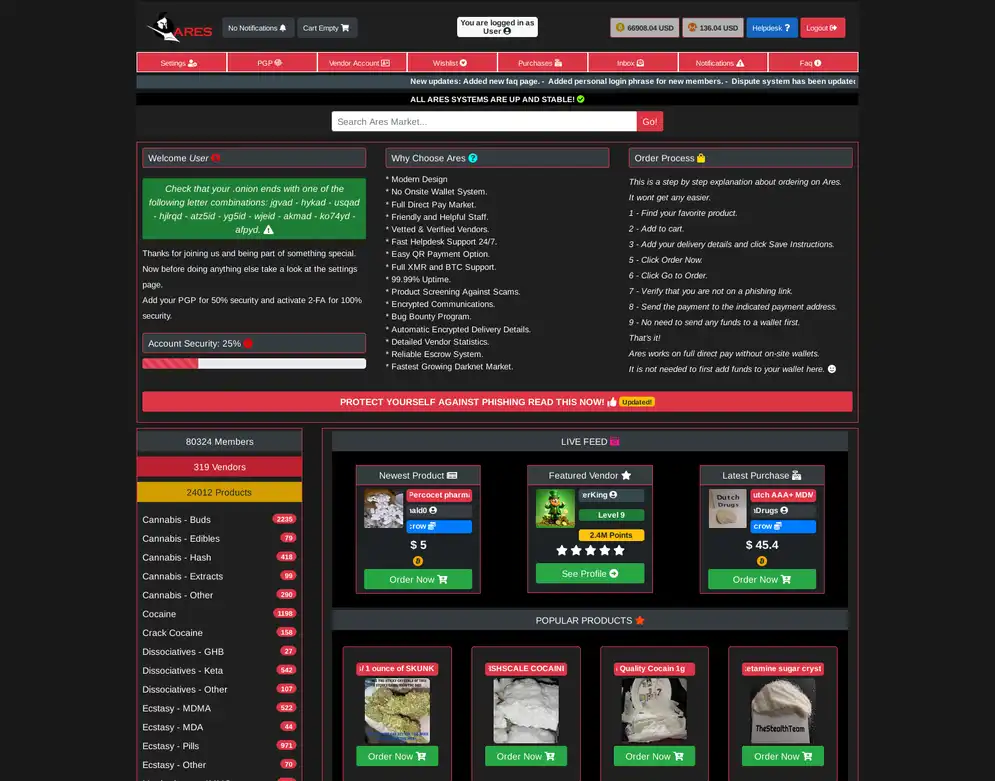 ARES
No Notifications
Cart Empty
You are logged in as
User
66908.04 USD
136.04 USD
Helpdesk ?
Logout
Settings
PGP
Vendor Account
Wishlist
Purchases
Inbox
Notifications
Faq
New updates: Added new faq page. - Added personal login phrase for new members. - Dispute system has been updated
ALL ARES SYSTEMS ARE UP AND STABLE!
Search Ares Market...
Go!
Welcome User
Check that your .onion ends with one of the
following letter combinations: jgvad - hykad - usqad
- hjlrqd - atz5id - yg5id - wjeid - akmad - ko74yd -
afpyd.
Thanks for joining us and being part of something special.
Now before doing anything else take a look at the settings
page.
Add your PGP for 50% security and activate 2-FA for 100%
security.
Account Security: 25%
Why Choose Ares ?
* Modern Design
* No Onsite Wallet System.
* Full Direct Pay Market.
* Friendly and Helpful Staff.
* Vetted & Verified Vendors.
* Fast Helpdesk Support 24/7.
* Easy QR Payment Option.
* Full XMR and BTC Support.
* 99.99% Uptime.
* Product Screening Against Scams.
* Encrypted Communications.
* Bug Bounty Program.
* Automatic Encrypted Delivery Details.
* Detailed Vendor Statistics.
* Reliable Escrow System.
* Fastest Growing Darknet Market.
Order Process
This is a step by step explanation about ordering on Ares.
It wont get any easier.
1 - Find your favorite product.
2 - Add to cart.
3 - Add your delivery details and click Save Instructions.
5 - Click Order Now.
6 - Click Go to Order.
7 - Verify that you are not on a phishing link.
8 - Send the payment to the indicated payment address.
9 - No need to send any funds to a wallet first.
That's it!
Ares works on full direct pay without on-site wallets.
It is not needed to first add funds to your wallet here.
PROTECT YOURSELF AGAINST PHISHING READ THIS NOW! Updated!
80324 Members
319 Vendors
24012 Products
Cannabis - Buds 2235
Cannabis - Edibles 79
Cannabis - Hash 418
Cannabis - Extracts 99
Cannabis - Other 290
Cocaine 1198
Crack Cocaine 158
Dissociatives - GHB 27
Dissociatives - Keta 542
Dissociatives - Other 107
Ecstasy - MDMA 522
Ecstasy - MDA 44
Ecstasy - Pills 971
Ecstasy - Other 70
LIVE FEED
Newest Product
Percocet pharma
nald0
crow
$ 5
Order Now
Featured Vendor
erKing
Level 9
2.4M Points
See Profile
Latest Purchase
Dutch
Drugs
utch AAA+ MDM
Drugs
crow
$ 45.4
Order Now
POPULAR PRODUCTS
/ 1 ounce of SKUNK
Order Now
ISHSCALE COCAINE
Order Now
Quality Cocain 1g
Order Now
etamine sugar cryst
TheStealthTeam
Order Now